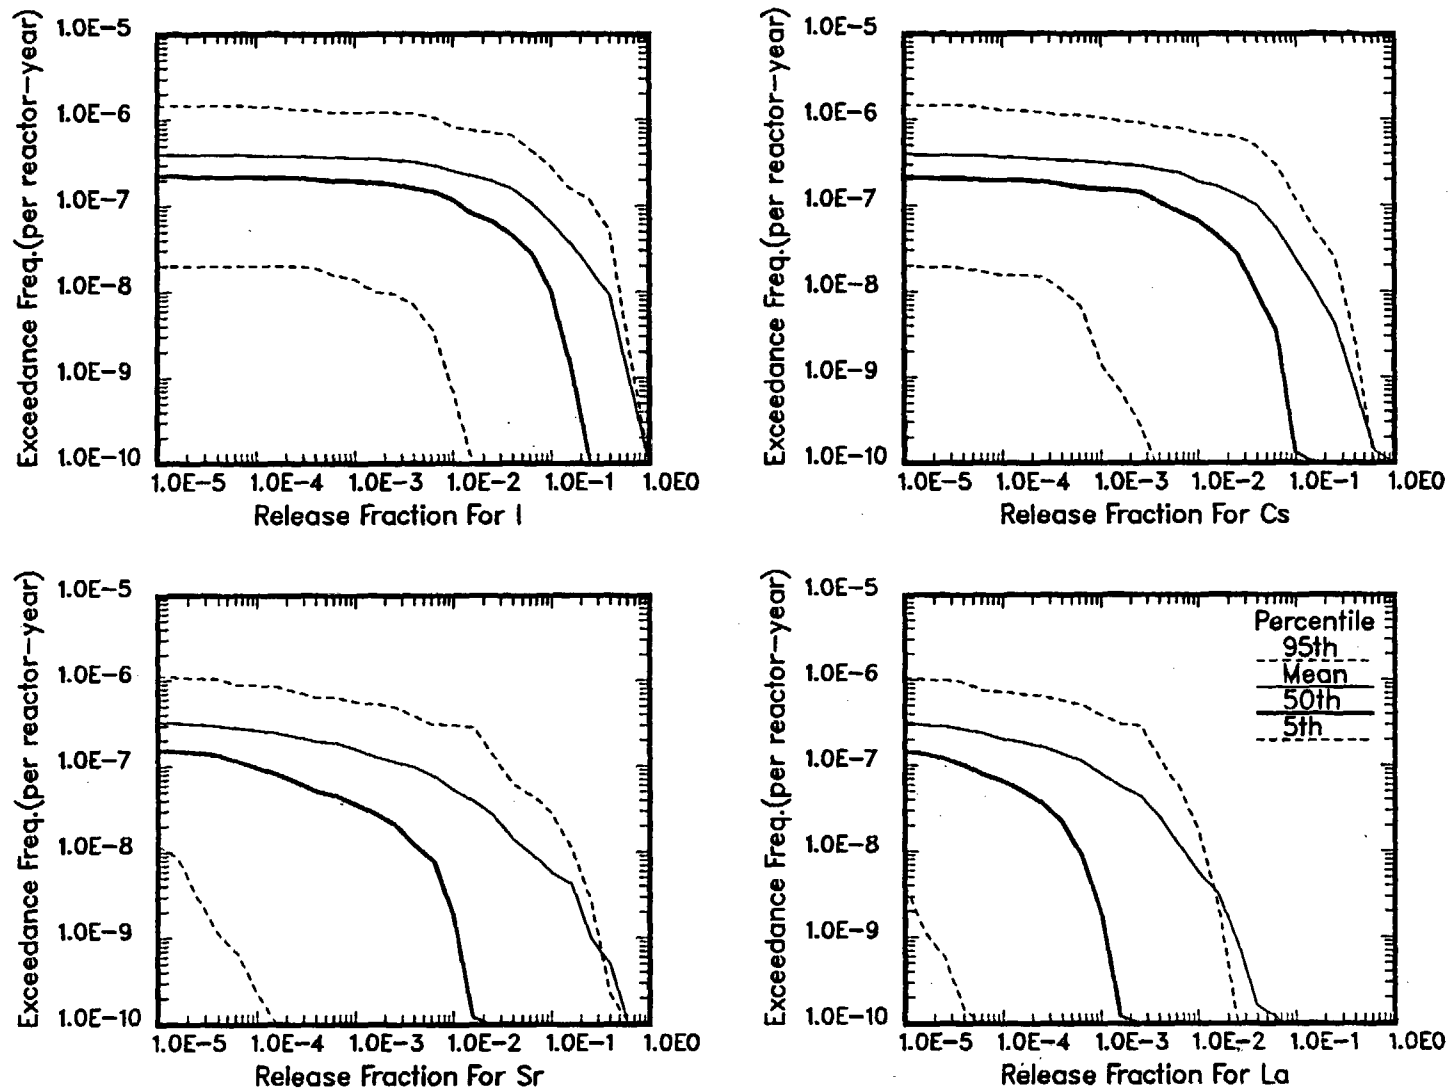 Exceedance Freq.(per reactor-year)
1.0E-5
1.0E-6
1.0E-7
1.0E-8
1.0E-9
1.0E-10
1.0E-5 1.0E-4 1.0E-3 1.0E-2 1.0E-1 1.0E0
Release Fraction For I
Exceedance Freq.(per reactor-year)
1.0E-5
1.0E-6
1.0E-7
1.0E-8
1.0E-9
1.0E-10
1.0E-5 1.0E-4 1.0E-3 1.0E-2 1.0E-1 1.0E0
Release Fraction For Cs
Exceedance Freq.(per reactor-year)
1.0E-5
1.0E-6
1.0E-7
1.0E-8
1.0E-9
1.0E-10
1.0E-5 1.0E-4 1.0E-3 1.0E-2 1.0E-1 1.0E0
Release Fraction For Sr
Exceedance Freq.(per reactor-year)
1.0E-5
1.0E-6
1.0E-7
1.0E-8
1.0E-9
1.0E-10
Percentile
95th
Mean
50th
5th
1.0E-5 1.0E-4 1.0E-3 1.0E-2 1.0E-1 1.0E0
Release Fraction For La